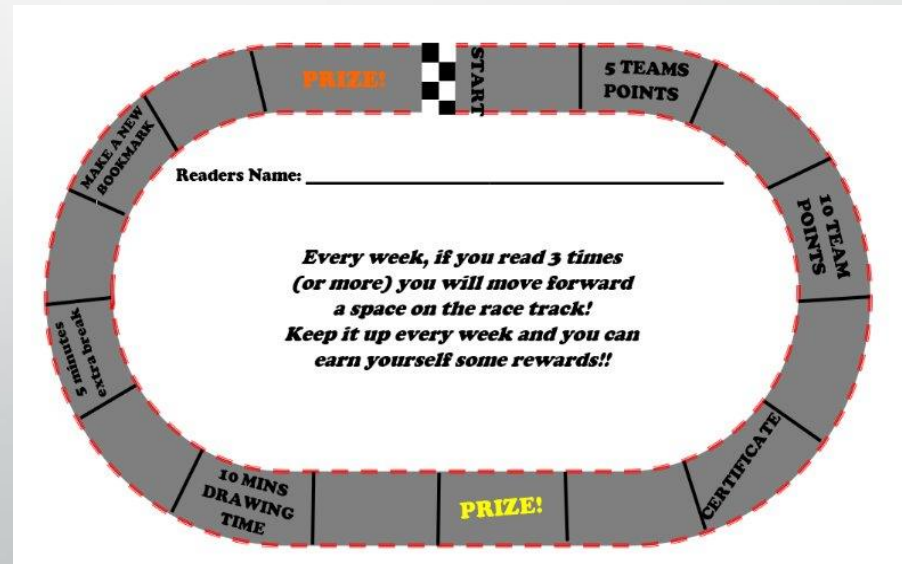 START
5 TEAMS
POINTS
10 TEAM
POINTS
CERTIFICATE
PRIZE!
10 MINS
DRAWING
TIME
5 minutes
extra break
MAKE A NEW
BOOKMARK
PRIZE!
Readers Name:
Every week, if you read 3 times
(or more) you will move forward
a space on the race track!
Keep it up every week and you can
earn yourself some rewards!!